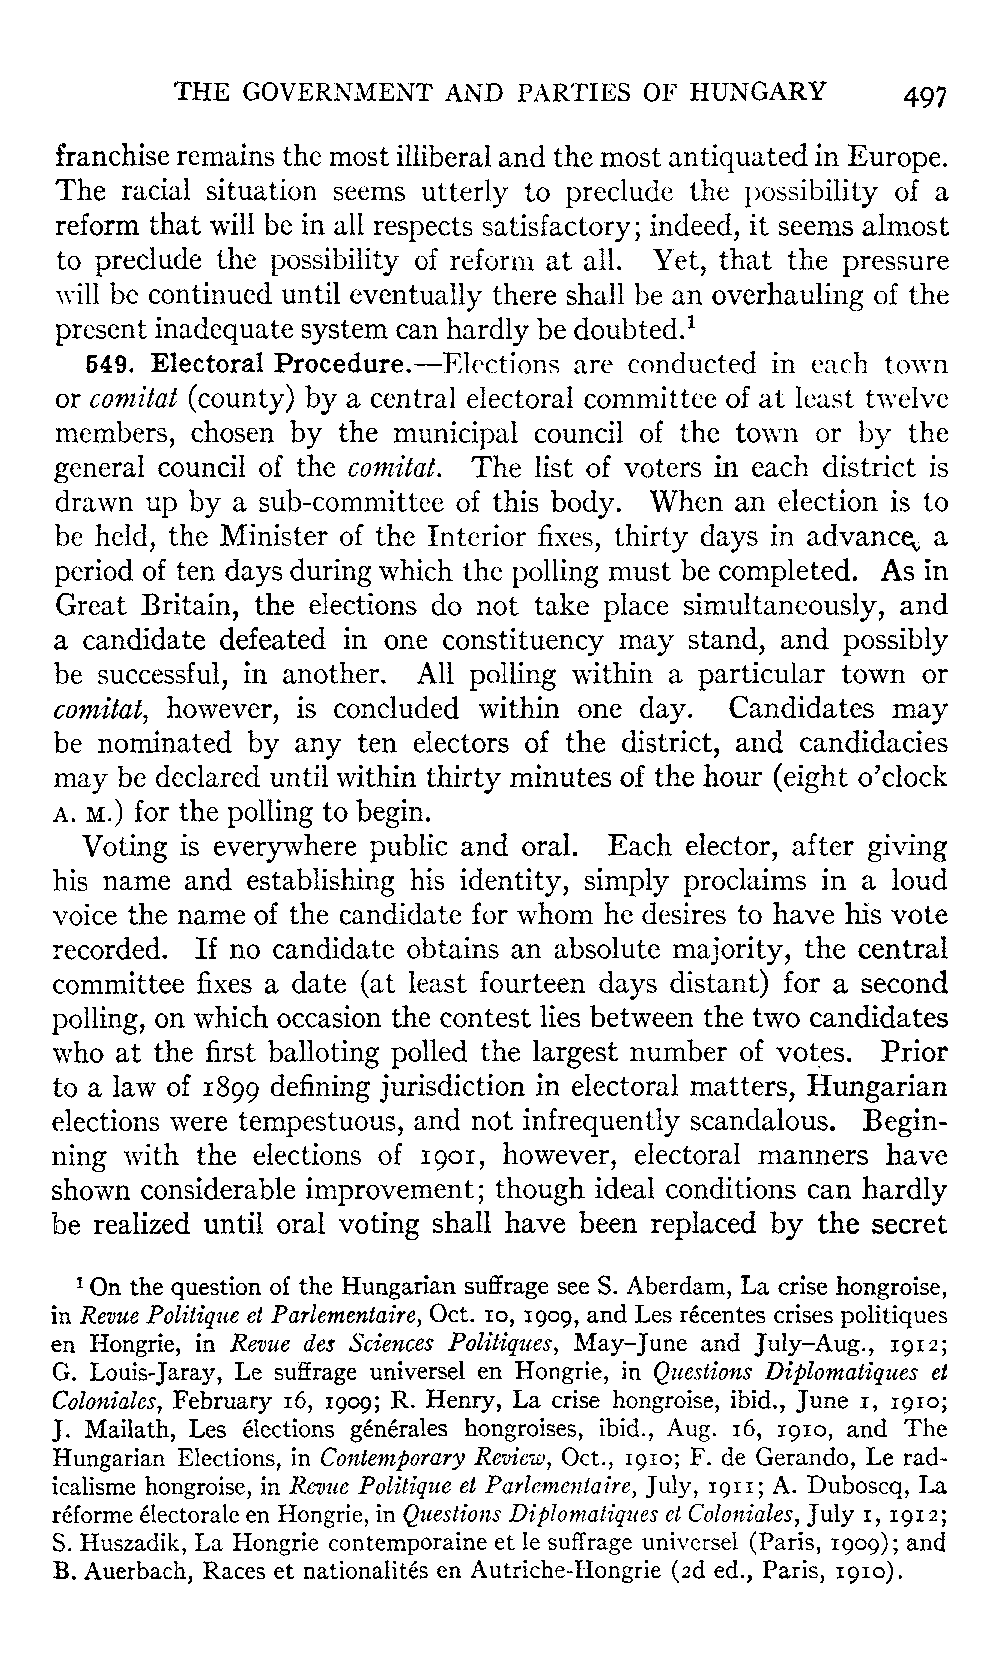 THE GOVERNMENT AND PARTIES OF HUNGARY 497
franchise remains the most illiberal and the most antiquated in Europe.
The racial situation seems utterly to preclude the possibility of a
reform that will be in all respects satisfactory; indeed, it seems almost
to preclude the possibility of reform at all. Yet, that the pressure
will be continued until eventually there shall be an overhauling of the
present inadequate system can hardly be doubted.¹
549. Electoral Procedure.—Elections are conducted in each town
or comitat (county) by a central electoral committee of at least twelve
members, chosen by the municipal council of the town or by the
general council of the comitat. The list of voters in each district is
drawn up by a sub-committee of this body. When an election is to
be held, the Minister of the Interior fixes, thirty days in advance, a
period of ten days during which the polling must be completed. As in
Great Britain, the elections do not take place simultaneously, and
a candidate defeated in one constituency may stand, and possibly
be successful, in another. All polling within a particular town or
comitat, however, is concluded within one day. Candidates may
be nominated by any ten electors of the district, and candidacies
may be declared until within thirty minutes of the hour (eight o'clock
A. M.) for the polling to begin.
Voting is everywhere public and oral. Each elector, after giving
his name and establishing his identity, simply proclaims in a loud
voice the name of the candidate for whom he desires to have his vote
recorded. If no candidate obtains an absolute majority, the central
committee fixes a date (at least fourteen days distant) for a second
polling, on which occasion the contest lies between the two candidates
who at the first balloting polled the largest number of votes. Prior
to a law of 1899 defining jurisdiction in electoral matters, Hungarian
elections were tempestuous, and not infrequently scandalous. Begin-
ning with the elections of 1901, however, electoral manners have
shown considerable improvement; though ideal conditions can hardly
be realized until oral voting shall have been replaced by the secret
¹ On the question of the Hungarian suffrage see S. Aberdam, La crise hongroise,
in Revue Politique et Parlementaire, Oct. 10, 1909, and Les récentes crises politiques
en Hongrie, in Revue des Sciences Politiques, May–June and July–Aug., 1912;
G. Louis-Jaray, Le suffrage universel en Hongrie, in Questions Diplomatiques et
Coloniales, February 16, 1909; R. Henry, La crise hongroise, ibid., June 1, 1910;
J. Mailath, Les élections générales hongroises, ibid., Aug. 16, 1910, and The
Hungarian Elections, in Contemporary Review, Oct., 1910; F. de Gerando, Le rad-
icalisme hongroise, in Revue Politique et Parlementaire, July, 1911; A. Duboscq, La
réforme électorale en Hongrie, in Questions Diplomatiques et Coloniales, July 1, 1912;
S. Huszadik, La Hongrie contemporaine et le suffrage universel (Paris, 1909); and
B. Auerbach, Races et nationalités en Autriche-Hongrie (2d ed., Paris, 1910).